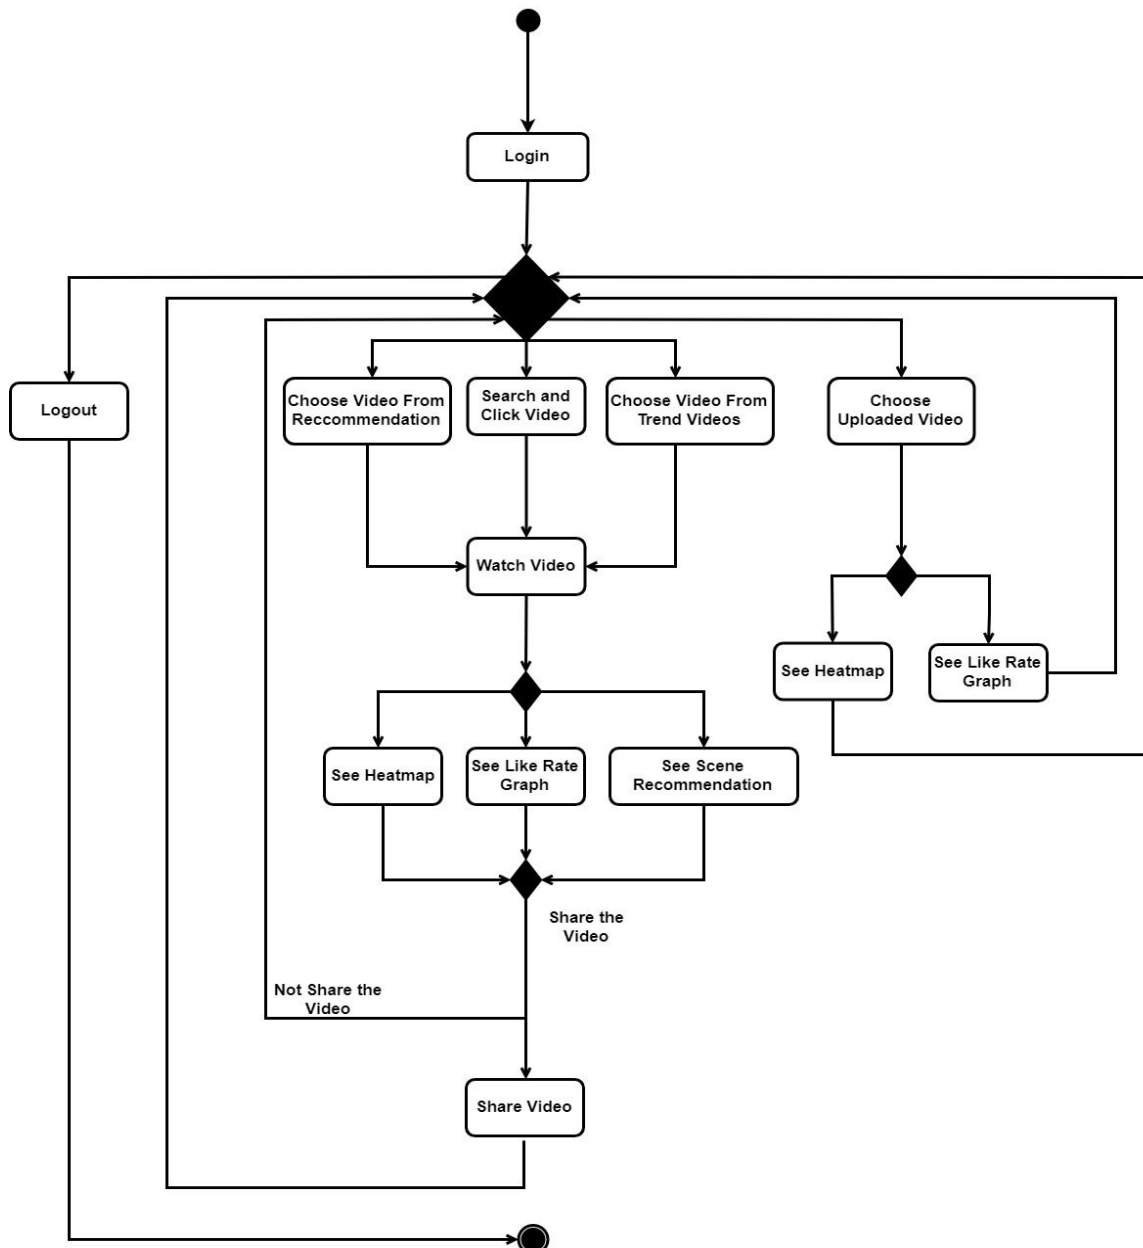 Login
Logout
Choose Video From
Reccommendation
Search and
Click Video
Choose Video From
Trend Videos
Choose
Uploaded Video
Watch Video
See Heatmap
See Like Rate
Graph
See Heatmap
See Like Rate
Graph
See Scene
Recommendation
Share the
Video
Not Share the
Video
Share Video